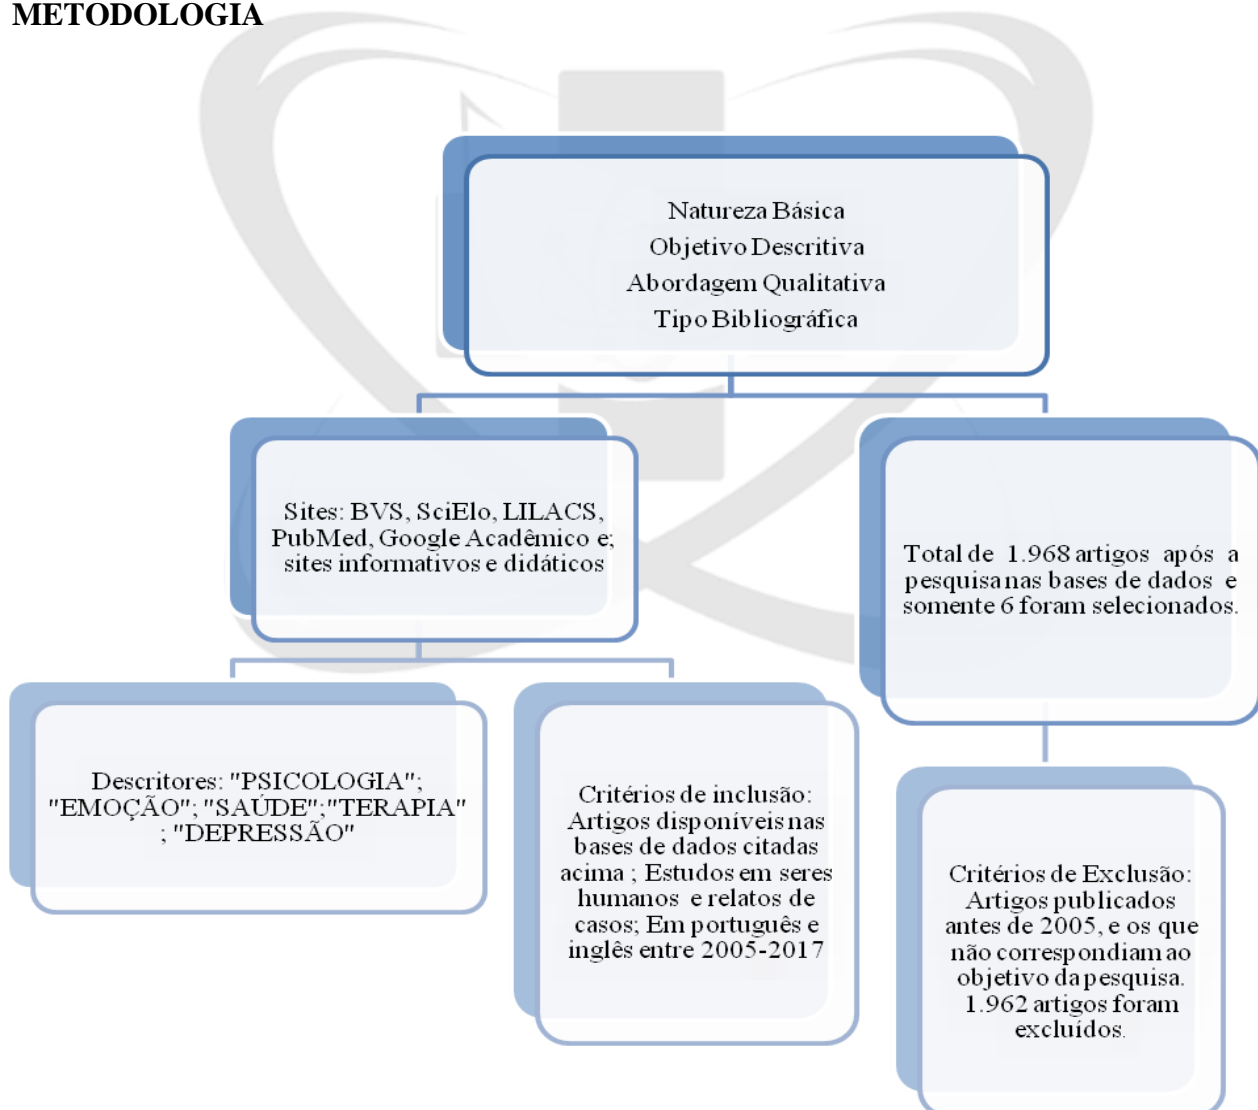 METODOLOGIA
Natureza Básica
Objetivo Descritiva
Abordagem Qualitativa
Tipo Bibliográfica
Sites: BVS, SciElo, LILACS,
PubMed, Google Acadêmico e;
sites informativos e didáticos
Total de 1.968 artigos após a
pesquisa nas bases de dados e
somente 6 foram selecionados.
Descritores: "PSICOLOGIA";
"EMOÇÃO"; "SAÚDE";"TERAPIA"
; "DEPRESSÃO"
Critérios de inclusão:
Artigos disponíveis nas
bases de dados citadas
acima ; Estudos em seres
humanos e relatos de
casos; Em português e
inglês entre 2005-2017
Critérios de Exclusão:
Artigos publicados
antes de 2005, e os que
não correspondiam ao
objetivo da pesquisa.
1.962 artigos foram
excluídos.